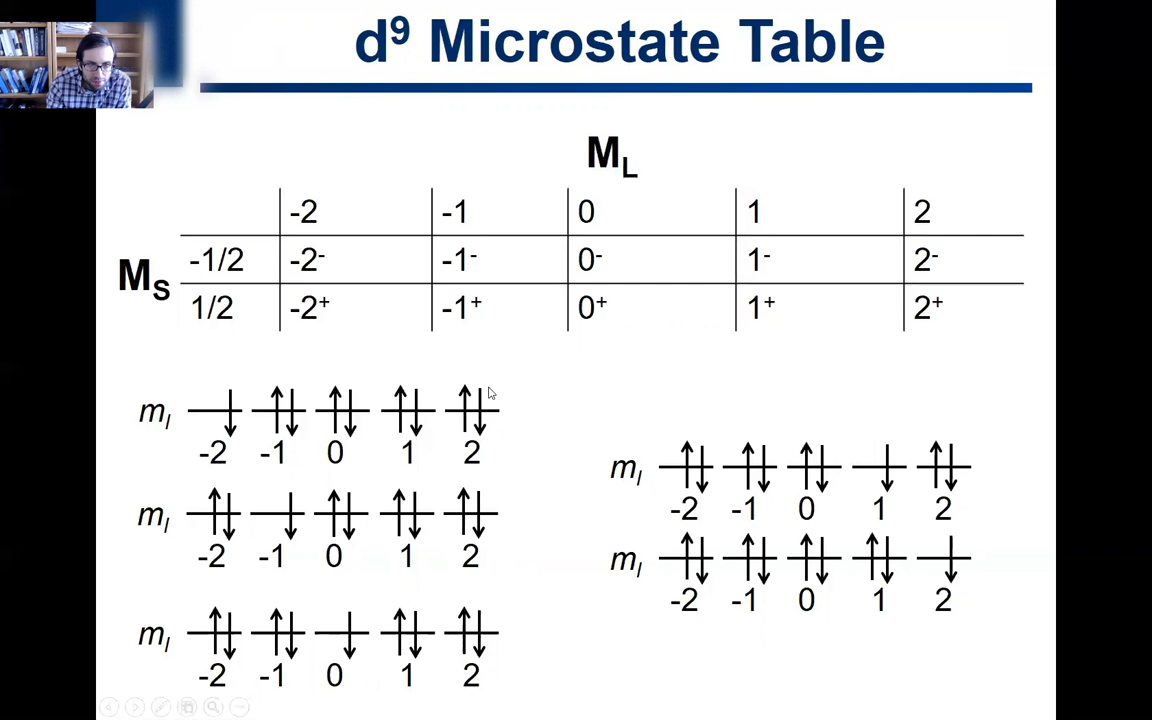 d⁹ Microstate Table
M_L
-2 -1 0 1 2
M_S
-1/2 -2⁻ -1⁻ 0⁻ 1⁻ 2⁻
1/2 -2⁺ -1⁺ 0⁺ 1⁺ 2⁺
m_l
-2 -1 0 1 2
m_l
-2 -1 0 1 2
m_l
-2 -1 0 1 2
m_l
-2 -1 0 1 2
m_l
-2 -1 0 1 2